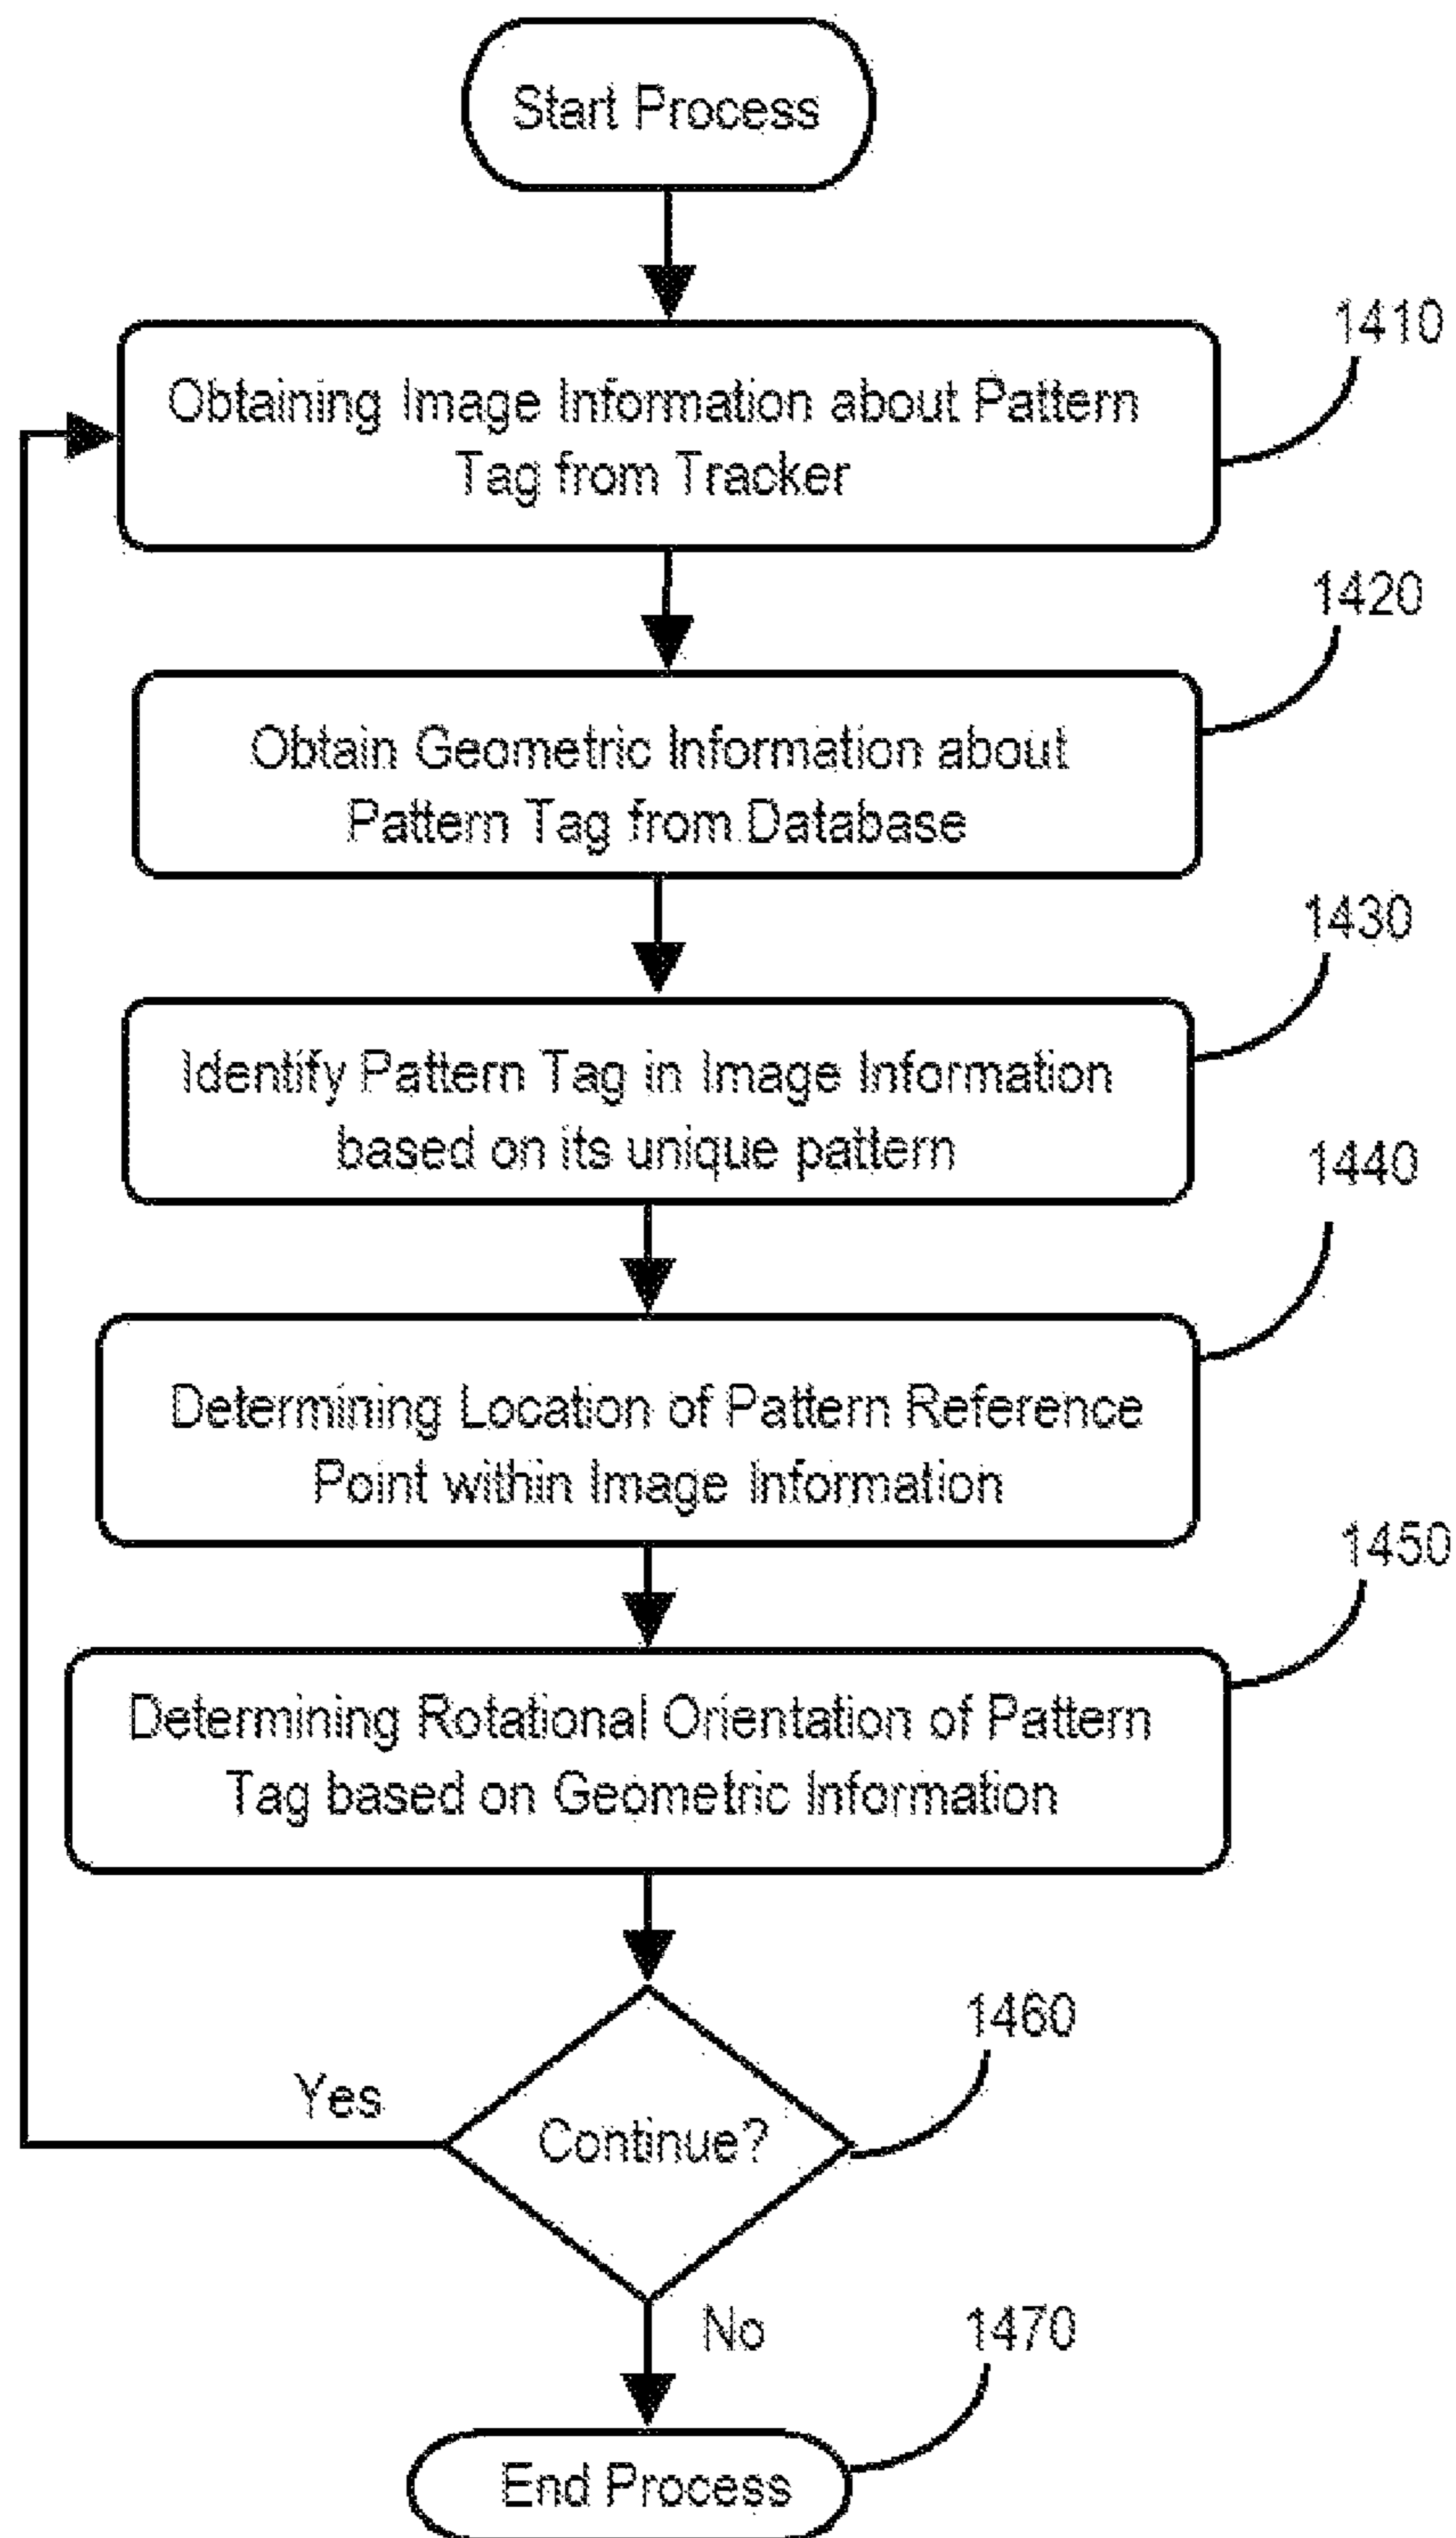 Start Process
1410
Obtaining Image Information about Pattern
Tag from Tracker
1420
Obtain Geometric Information about
Pattern Tag from Database
1430
Identify Pattern Tag in Image Information
based on its unique pattern
1440
Determining Location of Pattern Reference
Point within Image Information
1450
Determining Rotational Orientation of Pattern
Tag based on Geometric Information
1460
Yes
Continue?
No
1470
End Process